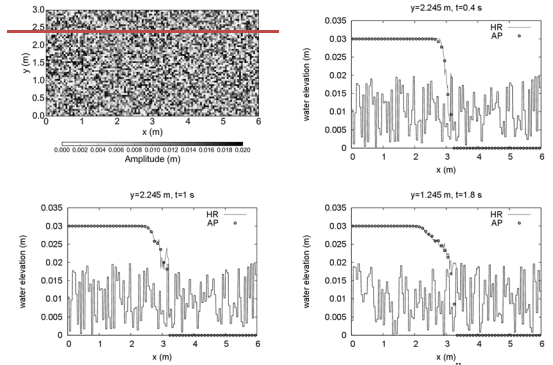 3.0
2.5
2.0
1.5
1.0
0.5
0.0
y (m)
0 1 2 3 4 5 6
x (m)
0.000 0.002 0.004 0.006 0.008 0.010 0.012 0.014 0.016 0.018 0.020
Amplitude (m)
y=2.245 m, t=0.4 s
HR
AP
0.035
0.03
0.025
0.02
0.015
0.01
0.005
0
water elevation (m)
0 1 2 3 4 5 6
x (m)
y=2.245 m, t=1 s
HR
AP
0.035
0.03
0.025
0.02
0.015
0.01
0.005
0
water elevation (m)
0 1 2 3 4 5 6
x (m)
y=1.245 m, t=1.8 s
HR
AP
0.035
0.03
0.025
0.02
0.015
0.01
0.005
0
water elevation (m)
0 1 2 3 4 5 6
x (m)